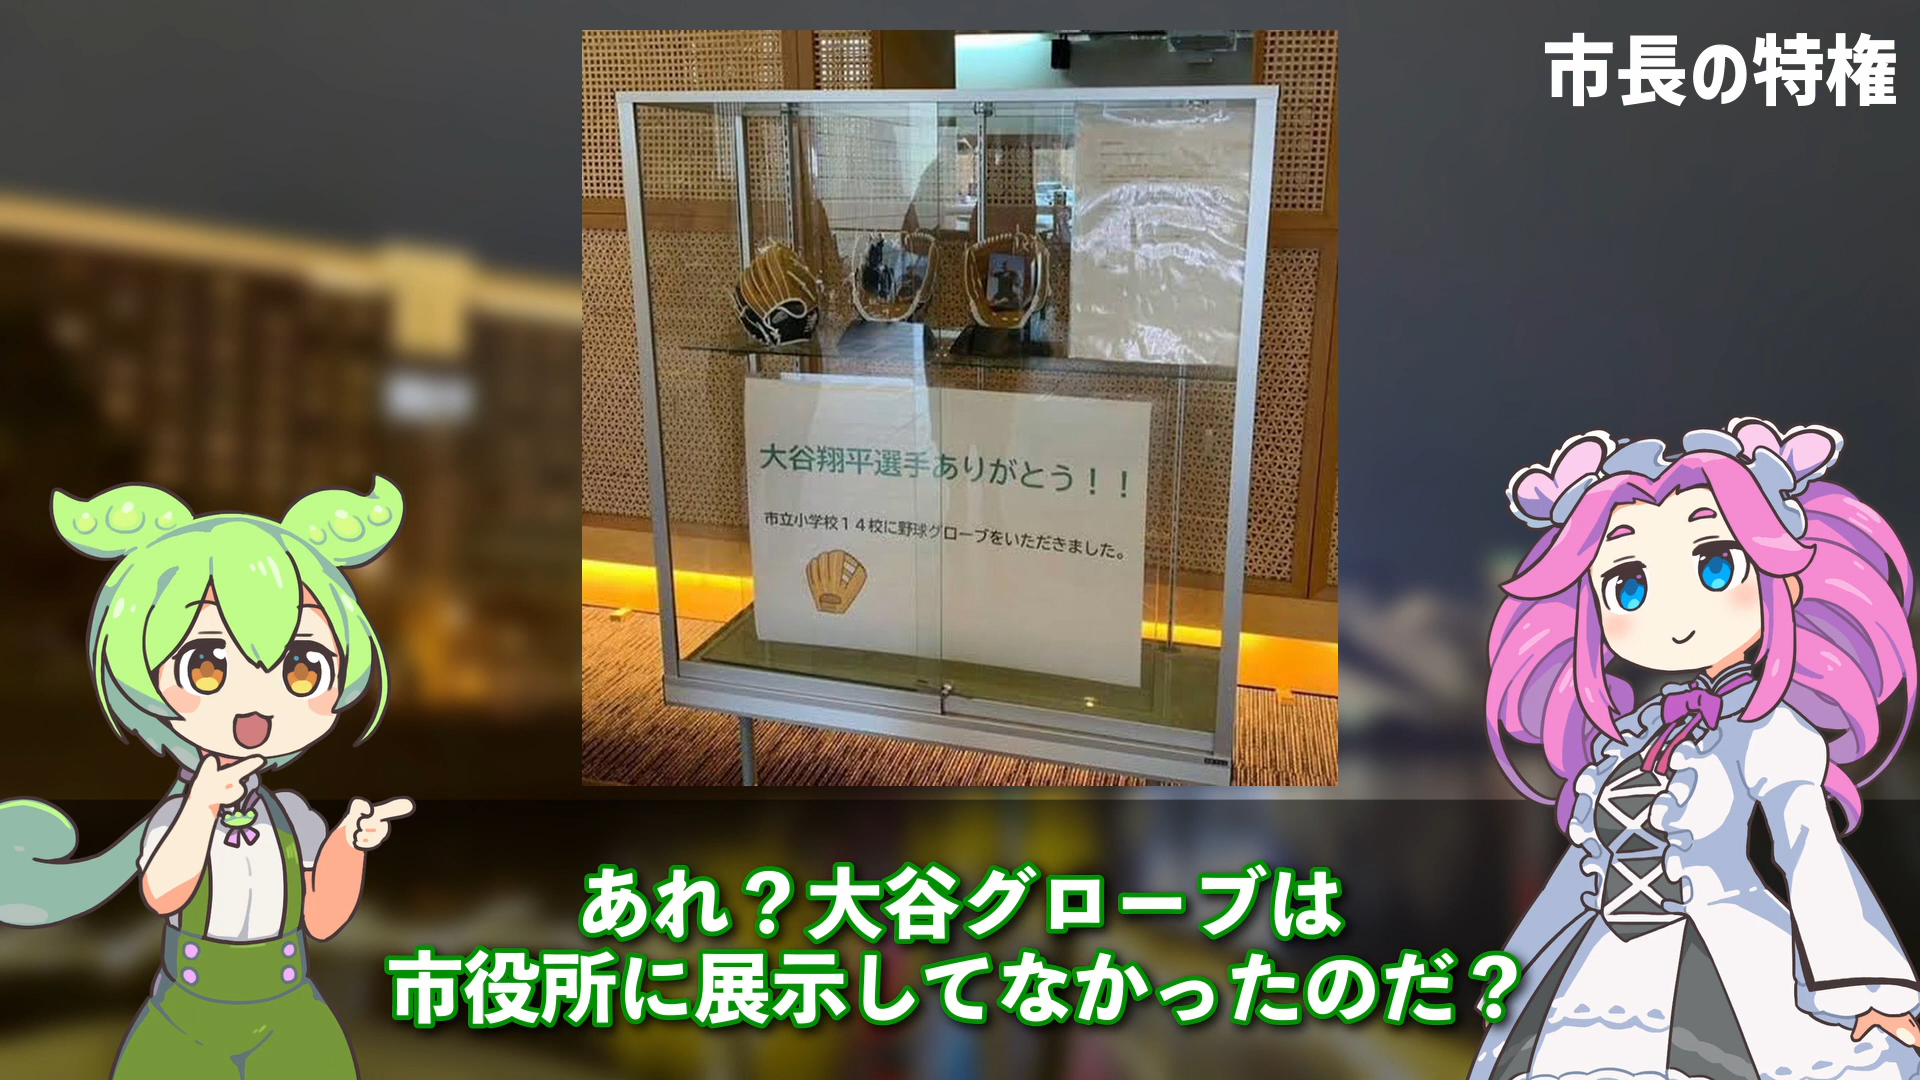 市長の特権
大谷翔平選手ありがとう！！
市立小学校１４校に野球グローブをいただきました。
あれ？大谷グローブは
市役所に展示してなかったのだ？